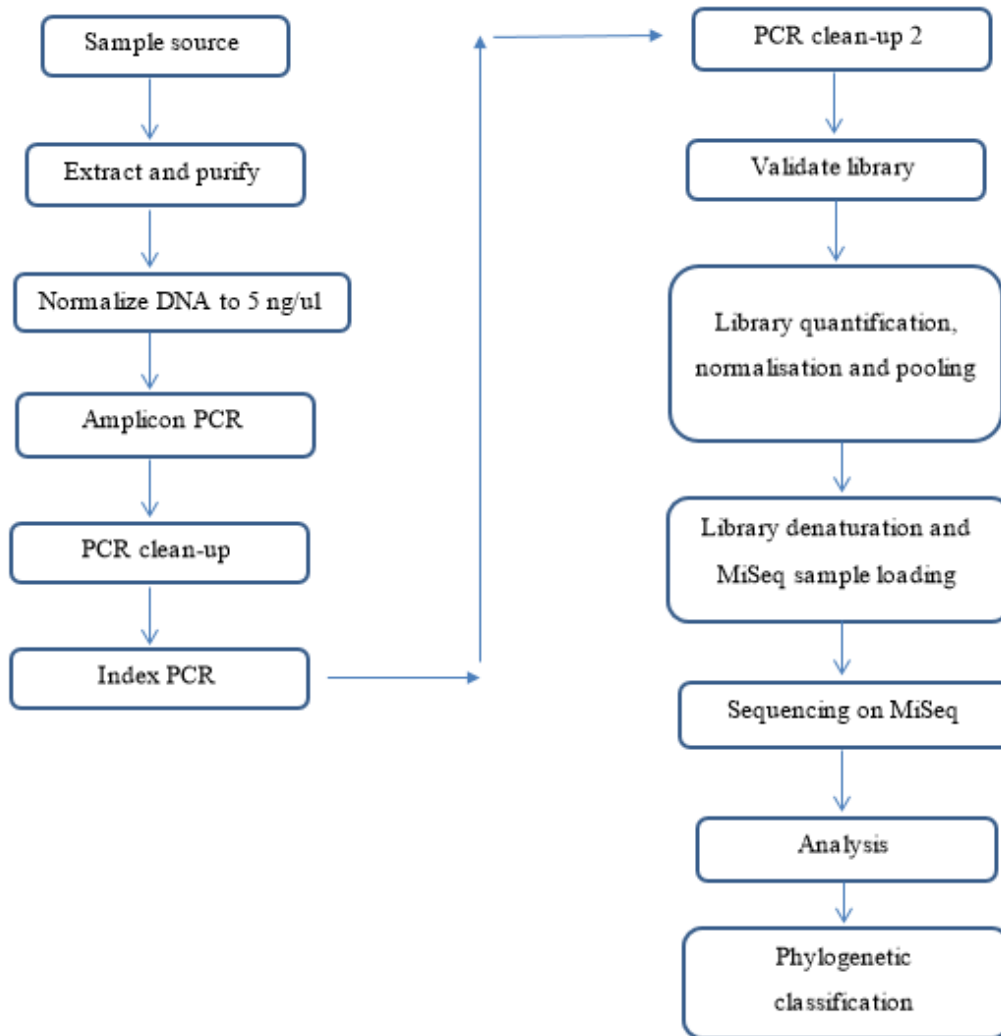 Sample source
Extract and purify
Normalize DNA to 5 ng/ul
Amplicon PCR
PCR clean-up
Index PCR
PCR clean-up 2
Validate library
Library quantification,
normalisation and pooling
Library denaturation and
MiSeq sample loading
Sequencing on MiSeq
Analysis
Phylogenetic
classification